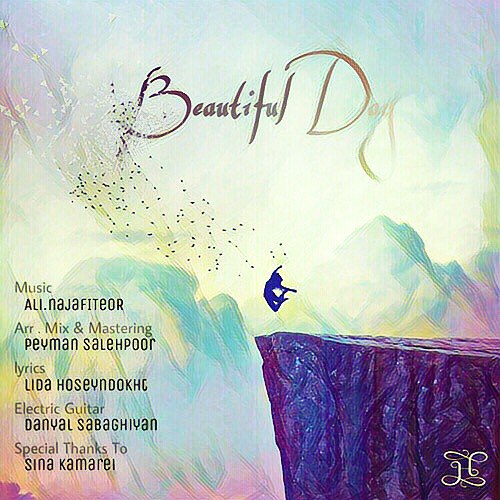 Beautiful Day
Music
ALI.NAJAFITEOR
Arr . Mix & Mastering
PEYMAN SALEHPOOR
lyrics
LIDA HOSEYNDOKHT
Electric Guitar
DANYAL SABAGHIYAN
Special Thanks To
SINA KAMAREI